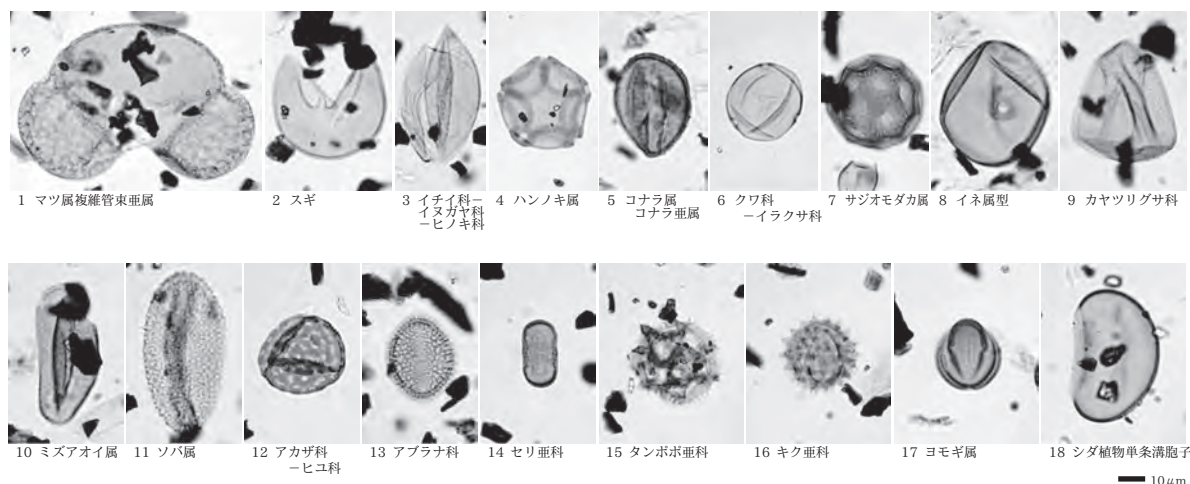 1 マツ属複維管束亜属
2 スギ
3 イチイ科−
イヌガヤ科
−ヒノキ科
4 ハンノキ属
5 コナラ属
コナラ亜属
6 クワ科
−イラクサ科
7 サジオモダカ属
8 イネ属型
9 カヤツリグサ科
10 ミズアオイ属
11 ソバ属
12 アカザ科
−ヒユ科
13 アブラナ科
14 セリ亜科
15 タンポポ亜科
16 キク亜科
17 ヨモギ属
18 シダ植物単条溝胞子
10μm